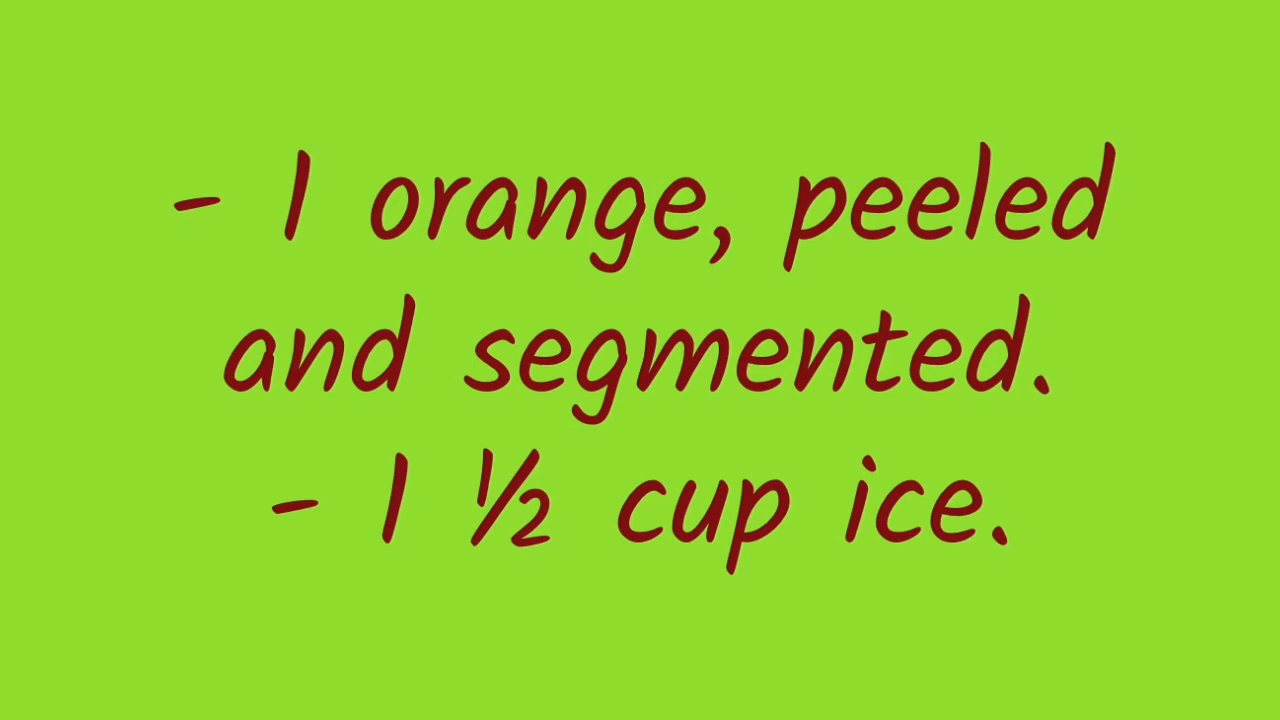 - 1 orange, peeled
and segmented.
- 1 ½ cup ice.